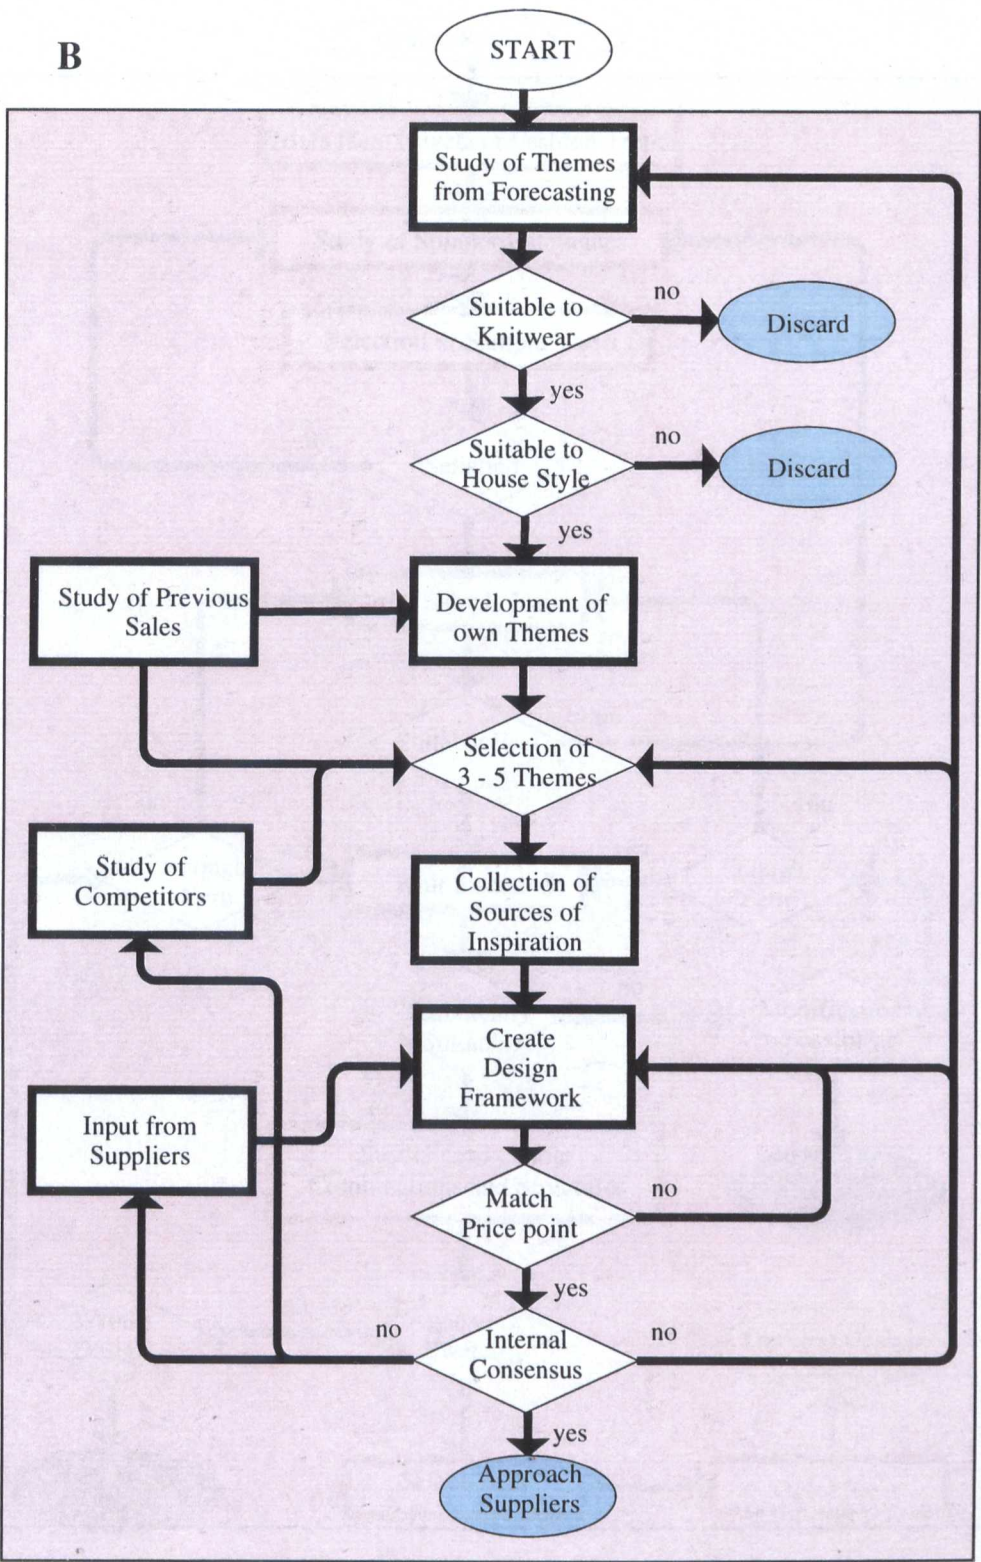 B
START
Study of Themes
from Forecasting
Suitable to
Knitwear
no
Discard
yes
Suitable to
House Style
no
Discard
yes
Study of Previous
Sales
Development of
own Themes
Selection of
3 - 5 Themes
Study of
Competitors
Collection of
Sources of
Inspiration
Create
Design
Framework
Input from
Suppliers
Match
Price point
no
yes
no
Internal
Consensus
no
yes
Approach
Suppliers